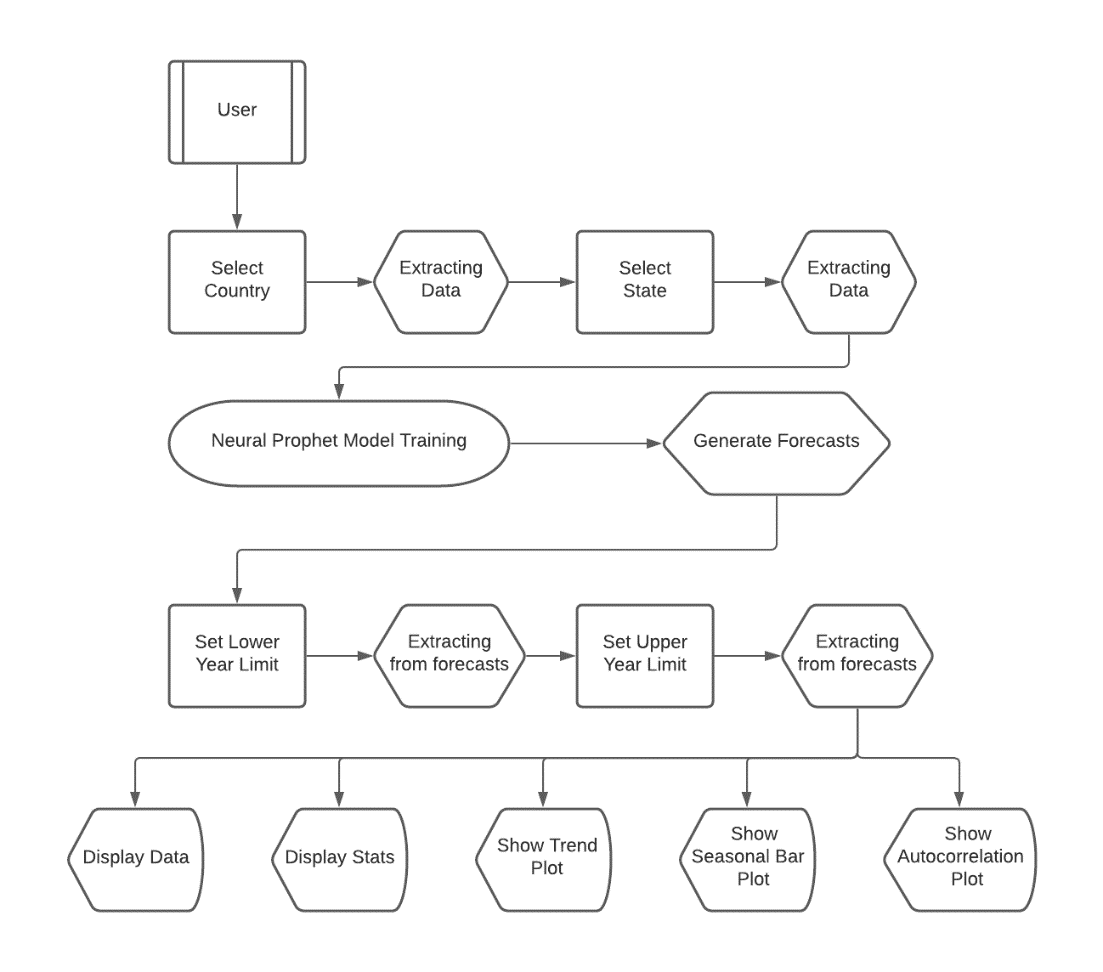 User
Select
Country
Extracting
Data
Select
State
Extracting
Data
Neural Prophet Model Training
Generate Forecasts
Set Lower
Year Limit
Extracting
from forecasts
Set Upper
Year Limit
Extracting
from forecasts
Display Data
Display Stats
Show Trend
Plot
Show
Seasonal Bar
Plot
Show
Autocorrelation
Plot